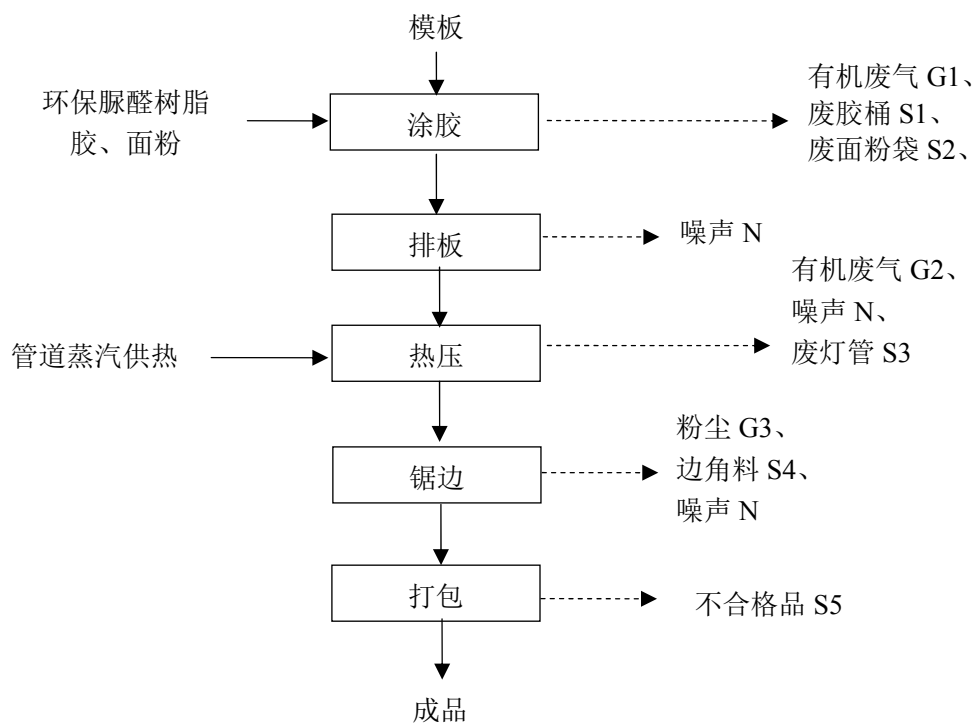 模板
环保脲醛树脂
胶、面粉
涂胶
有机废气 G1、
废胶桶 S1、
废面粉袋 S2、
排板
噪声 N
管道蒸汽供热
热压
有机废气 G2、
噪声 N、
废灯管 S3
锯边
粉尘 G3、
边角料 S4、
噪声 N
打包
不合格品 S5
成品